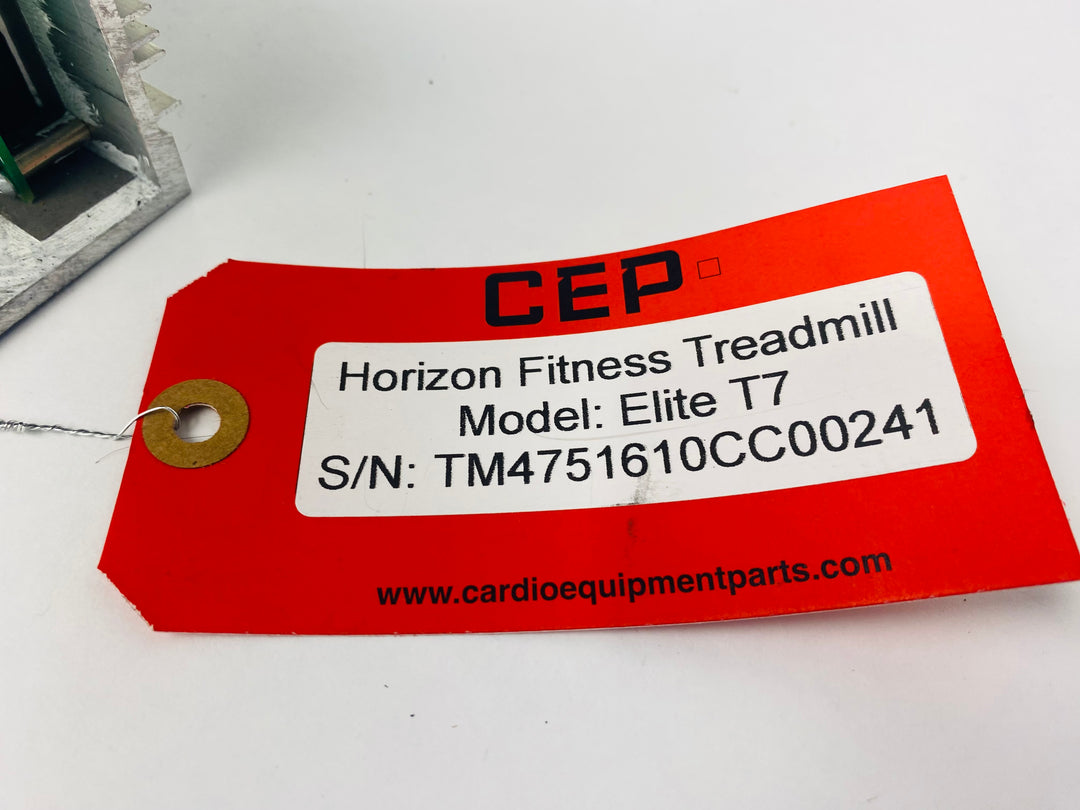 CEP
Horizon Fitness Treadmill
Model: Elite T7
S/N: TM4751610CC00241
www.cardioequipmentparts.com